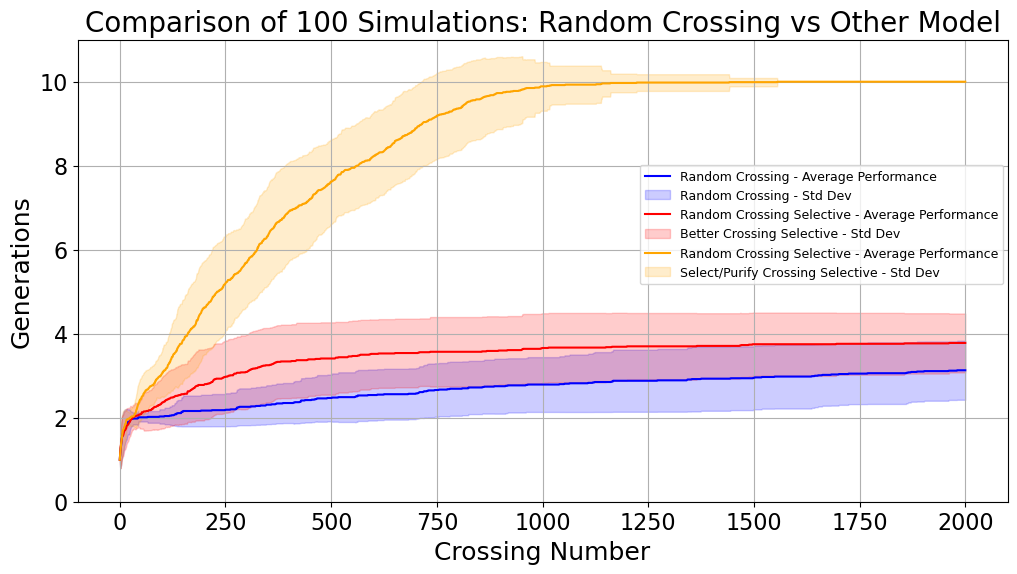 Comparison of 100 Simulations: Random Crossing vs Other Model
Generations
10
8
6
4
2
0
Random Crossing - Average Performance
Random Crossing - Std Dev
Random Crossing Selective - Average Performance
Better Crossing Selective - Std Dev
Random Crossing Selective - Average Performance
Select/Purify Crossing Selective - Std Dev
0 250 500 750 1000 1250 1500 1750 2000
Crossing Number